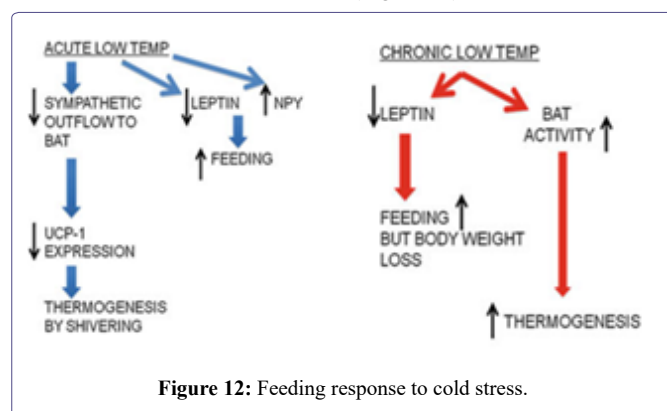 ACUTE LOW TEMP
SYMPATHETIC
OUTFLOW TO
BAT
LEPTIN
NPY
FEEDING
UCP-1
EXPRESSION
THERMOGENESIS
BY SHIVERING
CHRONIC LOW TEMP
LEPTIN
BAT
ACTIVITY
FEEDING
BUT BODY WEIGHT
LOSS
THERMOGENESIS
Figure 12: Feeding response to cold stress.